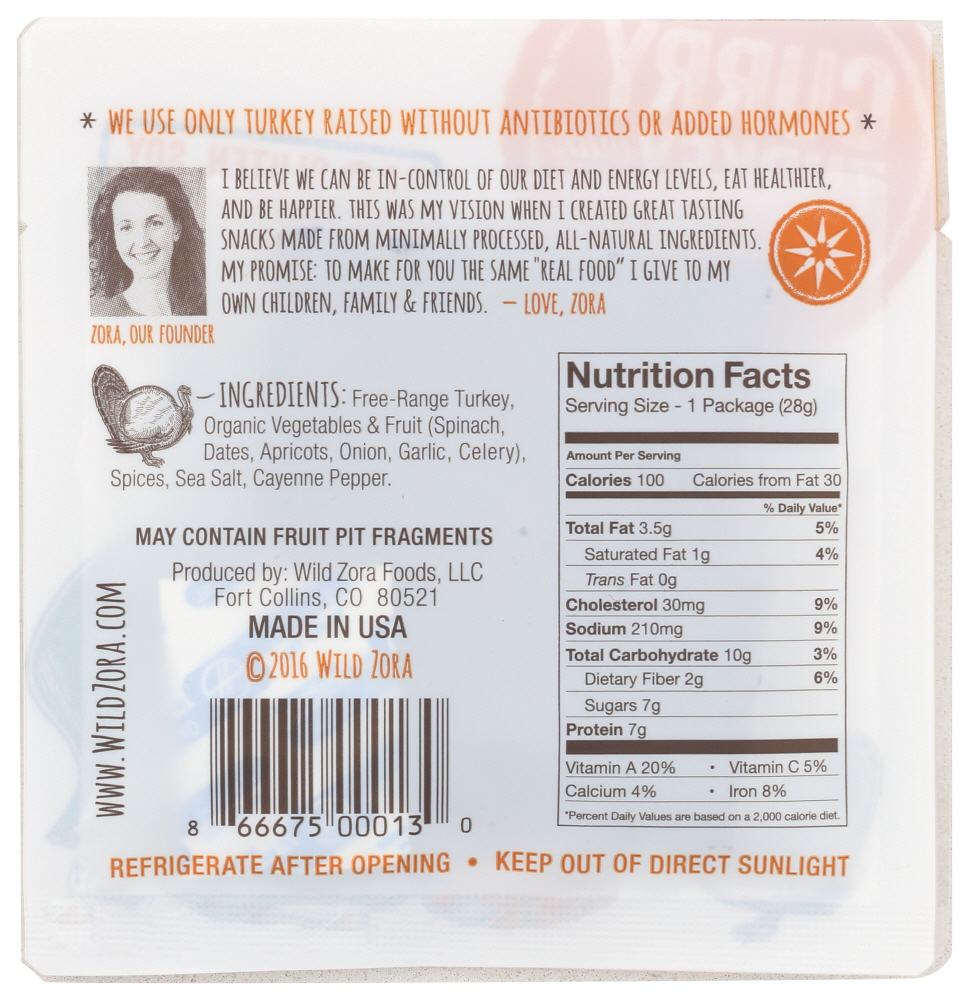 * WE USE ONLY TURKEY RAISED WITHOUT ANTIBIOTICS OR ADDED HORMONES *
I BELIEVE WE CAN BE IN-CONTROL OF OUR DIET AND ENERGY LEVELS, EAT HEALTHIER,
AND BE HAPPIER. THIS WAS MY VISION WHEN I CREATED GREAT TASTING
SNACKS MADE FROM MINIMALLY PROCESSED, ALL-NATURAL INGREDIENTS.
MY PROMISE: TO MAKE FOR YOU THE SAME "REAL FOOD" I GIVE TO MY
OWN CHILDREN, FAMILY & FRIENDS. – LOVE, ZORA
ZORA, OUR FOUNDER
– INGREDIENTS: Free-Range Turkey,
Organic Vegetables & Fruit (Spinach,
Dates, Apricots, Onion, Garlic, Celery),
Spices, Sea Salt, Cayenne Pepper.
MAY CONTAIN FRUIT PIT FRAGMENTS
Produced by: Wild Zora Foods, LLC
Fort Collins, CO 80521
MADE IN USA
©2016 WILD ZORA
WWW.WILDZORA.COM
8 66675 00013 0
Nutrition Facts
Serving Size - 1 Package (28g)
Amount Per Serving
Calories 100 Calories from Fat 30
% Daily Value*
Total Fat 3.5g 5%
Saturated Fat 1g 4%
Trans Fat 0g
Cholesterol 30mg 9%
Sodium 210mg 9%
Total Carbohydrate 10g 3%
Dietary Fiber 2g 6%
Sugars 7g
Protein 7g
Vitamin A 20% • Vitamin C 5%
Calcium 4% • Iron 8%
*Percent Daily Values are based on a 2,000 calorie diet.
REFRIGERATE AFTER OPENING • KEEP OUT OF DIRECT SUNLIGHT